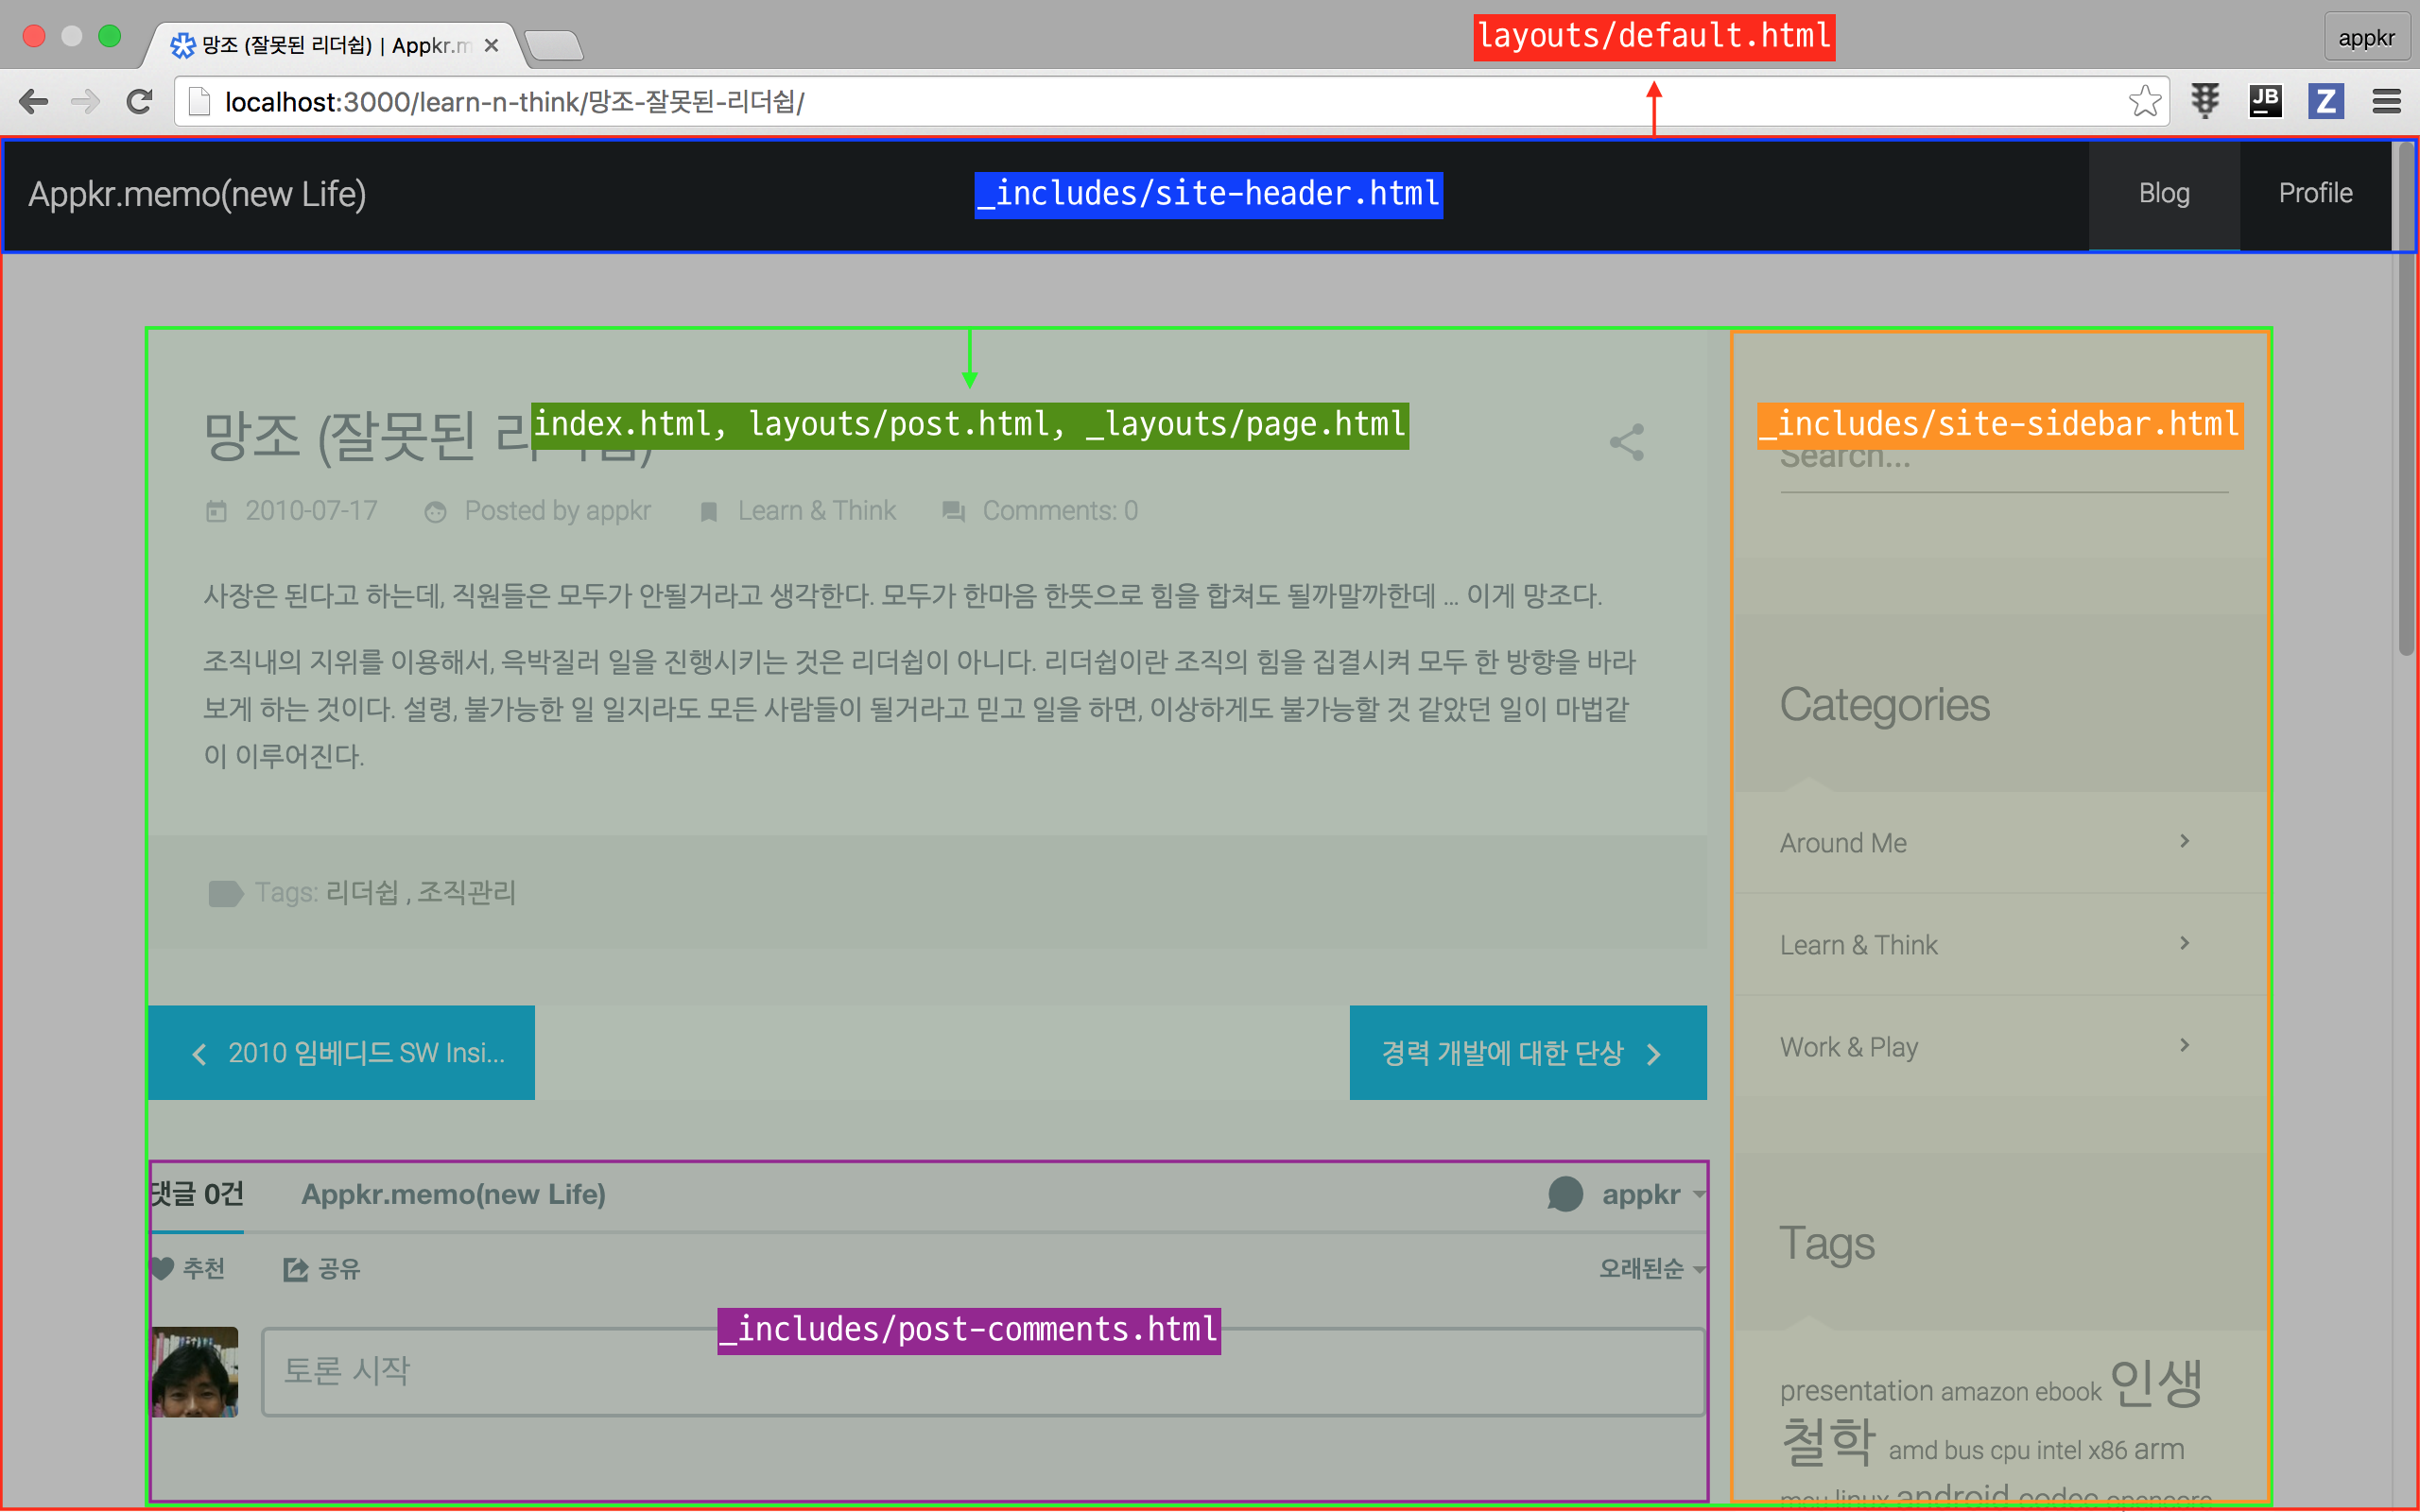 layouts/default.html
appkr
망조 (잘못된 리더쉽) | Appkr.m
localhost:3000/learn-n-think/망조-잘못된-리더쉽/
JB
Z
Appkr.memo(new Life)
_includes/site-header.html
Blog
Profile
망조 (잘못된
index.html, layouts/post.html, _layouts/page.html
2010-07-17
Posted by appkr
Learn & Think
Comments: 0
사장은 된다고 하는데, 직원들은 모두가 안될거라고 생각한다. 모두가 한마음 한뜻으로 힘을 합쳐도 될까말까한데 ... 이게 망조다.
조직내의 지위를 이용해서, 윽박질러 일을 진행시키는 것은 리더쉽이 아니다. 리더쉽이란 조직의 힘을 집결시켜 모두 한 방향을 바라
보게 하는 것이다. 설령, 불가능한 일 일지라도 모든 사람들이 될거라고 믿고 일을 하면, 이상하게도 불가능할 것 같았던 일이 마법같
이 이루어진다.
Tags: 리더쉽 , 조직관리
2010 임베디드 SW Insi...
경력 개발에 대한 단상
댓글 0건
Appkr.memo(new Life)
appkr
추천
공유
오래된순
_includes/post-comments.html
토론 시작
_includes/site-sidebar.html
Search...
Categories
Around Me
Learn & Think
Work & Play
Tags
presentation amazon ebook 인생
철학 amd bus cpu intel x86 arm
mcu linux android codec opencore